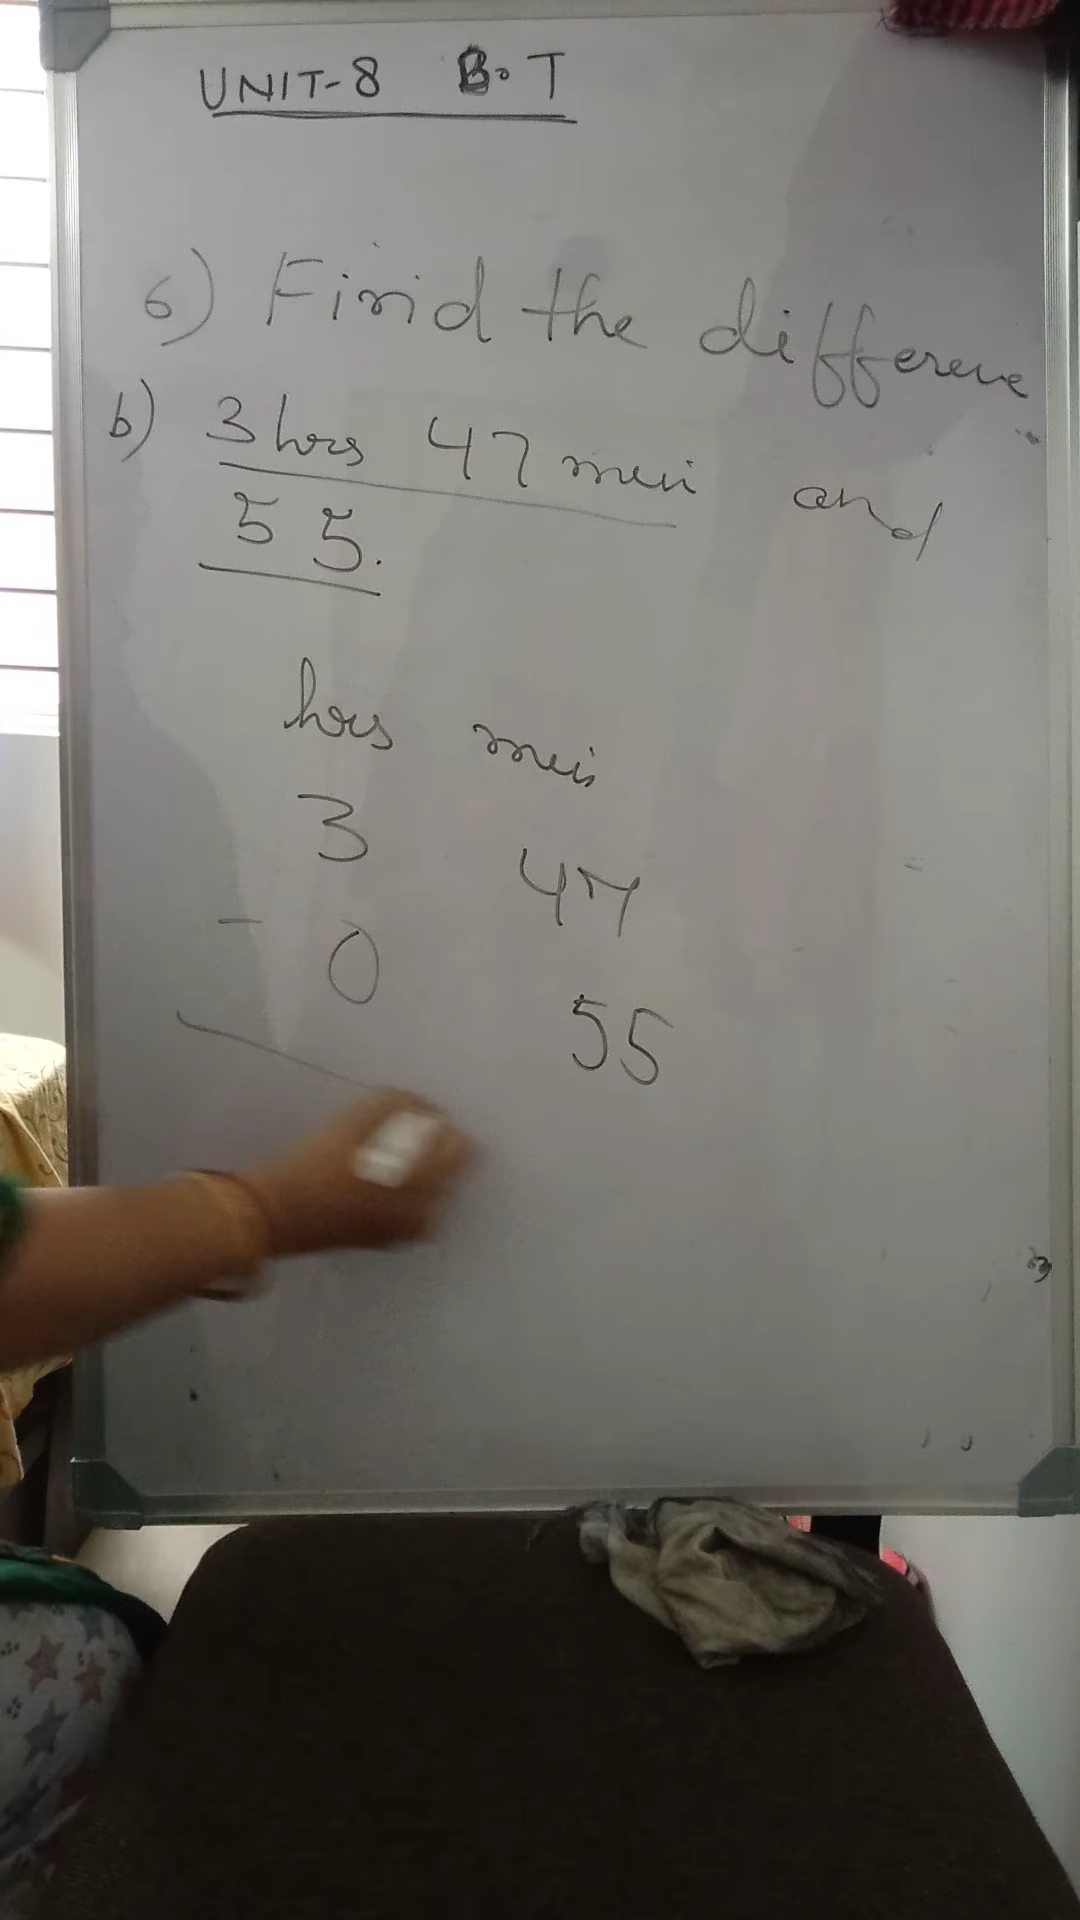 UNIT-8 B.T
6) Find the difference
b) 3 hrs 47 min and
55.
hrs min
3 47
- 0 55